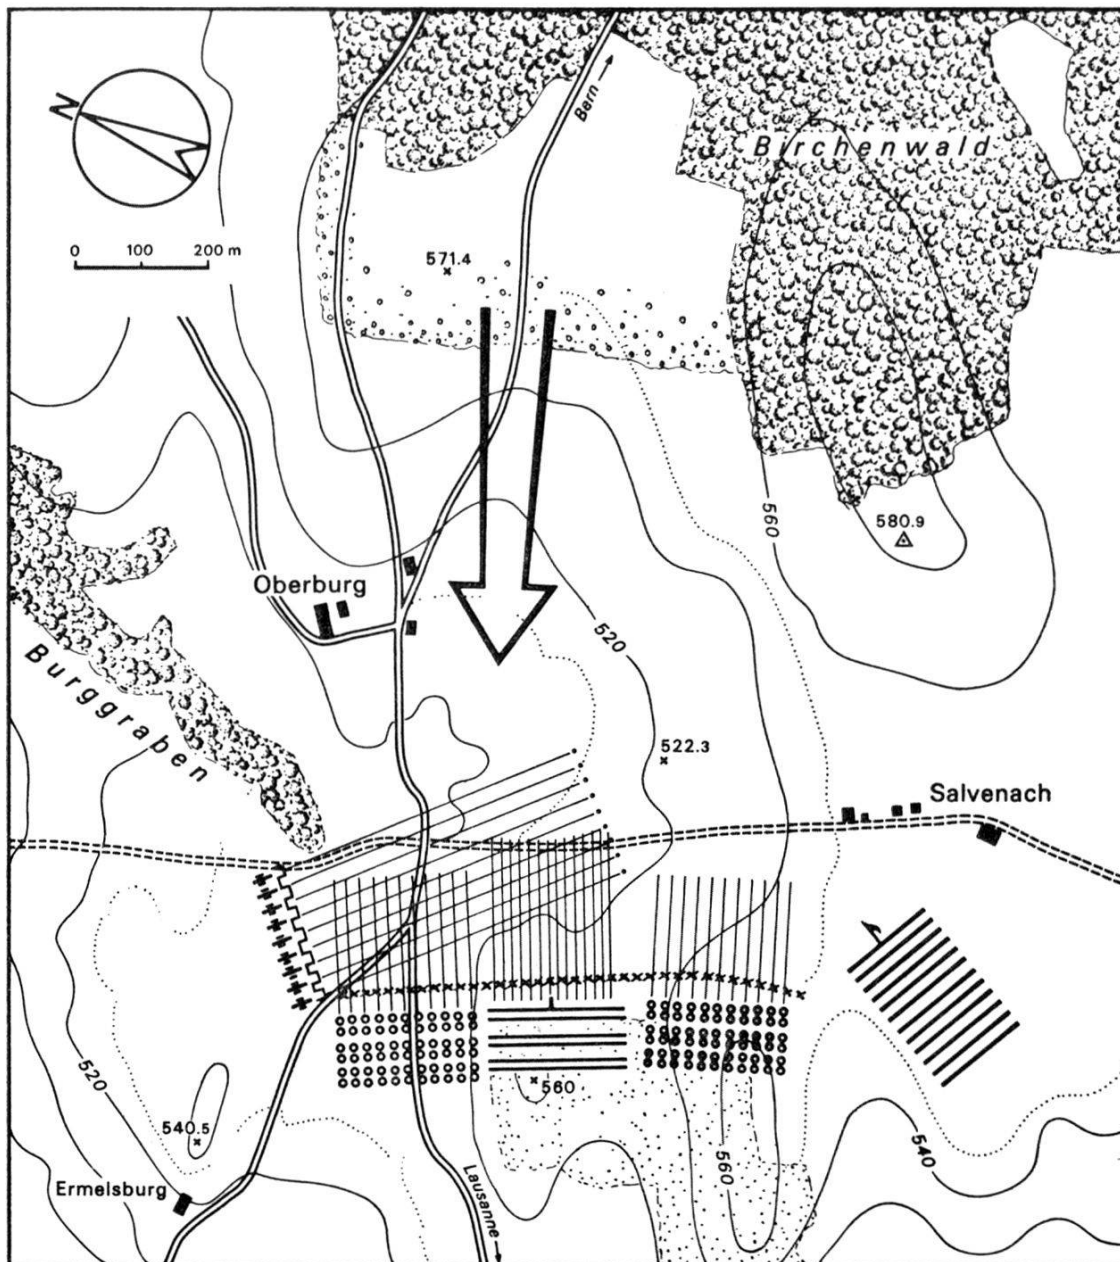 N
0 100 200 m
Bern →
Birchenwald
571.4
560
580.9
Oberburg
520
Burggraben
522.3
Salvenach
560
520
540.5
560
540
Ermelsburg
Lausanne →